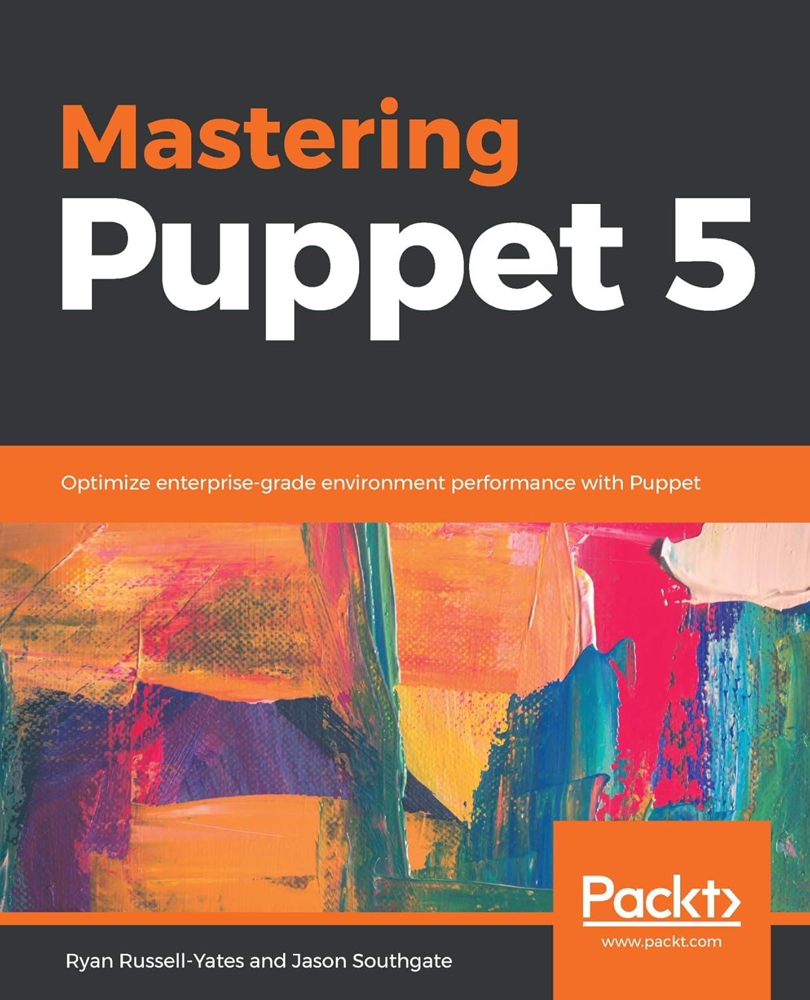 Mastering
Puppet 5
Optimize enterprise-grade environment performance with Puppet
Packt>
www.packt.com
Ryan Russell-Yates and Jason Southgate